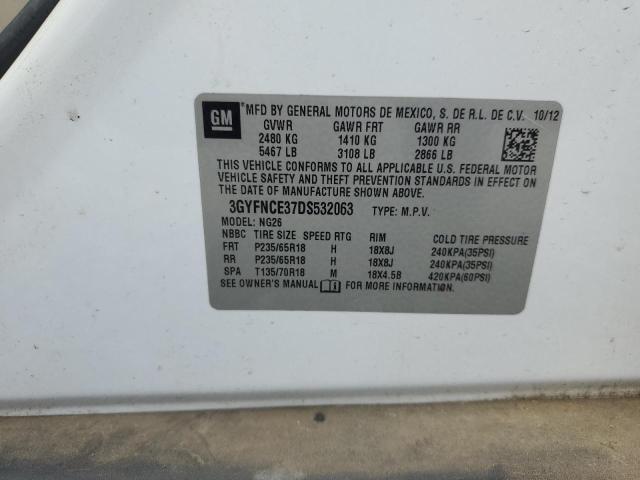 GM MFD BY GENERAL MOTORS DE MEXICO, S. DE R.L. DE C.V. 10/12
GVWR GAWR FRT GAWR RR
2480 KG 1410 KG 1300 KG
5467 LB 3108 LB 2866 LB
THIS VEHICLE CONFORMS TO ALL APPLICABLE U.S. FEDERAL MOTOR
VEHICLE SAFETY AND THEFT PREVENTION STANDARDS IN EFFECT ON THE DATE OF
MANUFACTURE SHOWN ABOVE.
3GYFNCE37DS532063 TYPE: M.P.V.
MODEL: NG26
NBBC TIRE SIZE SPEED RTG RIM COLD TIRE PRESSURE
FRT P235/65R18 H 18X8J 240KPA(35PSI)
RR P235/65R18 H 18X8J 240KPA(35PSI)
SPA T135/70R18 M 18X4.5B 420KPA(60PSI)
SEE OWNER'S MANUAL FOR MORE INFORMATION.